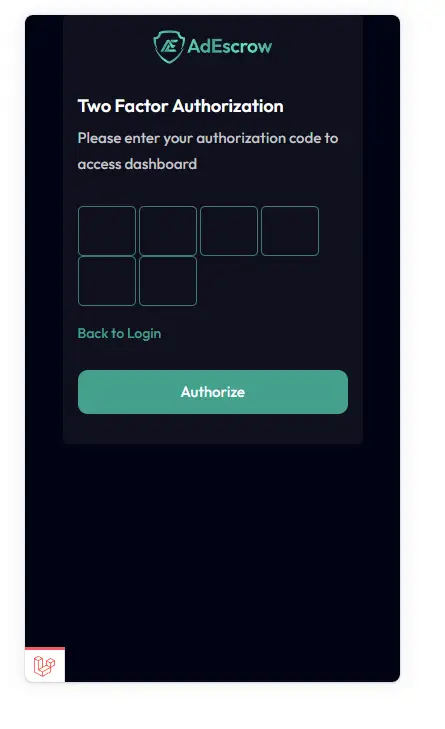 AdEscrow
Two Factor Authorization
Please enter your authorization code to
access dashboard
Back to Login
Authorize